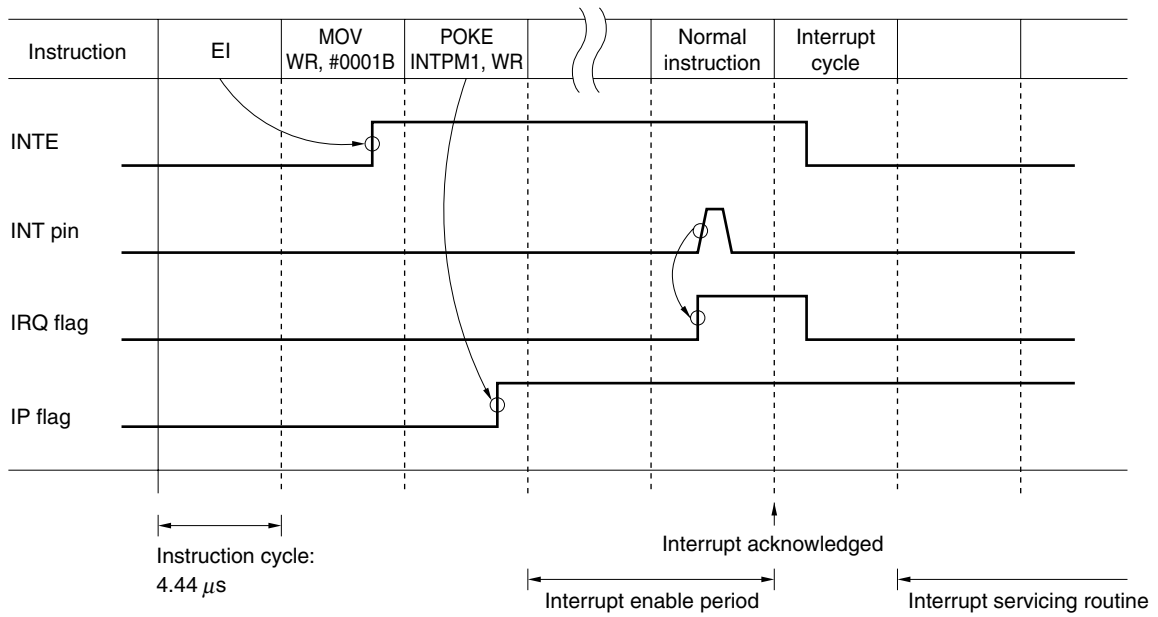 Instruction
EI
MOV
WR, #0001B
POKE
INTPM1, WR
Normal
instruction
Interrupt
cycle
INTE
INT pin
IRQ flag
IP flag
Instruction cycle:
4.44 μs
Interrupt acknowledged
Interrupt enable period
Interrupt servicing routine